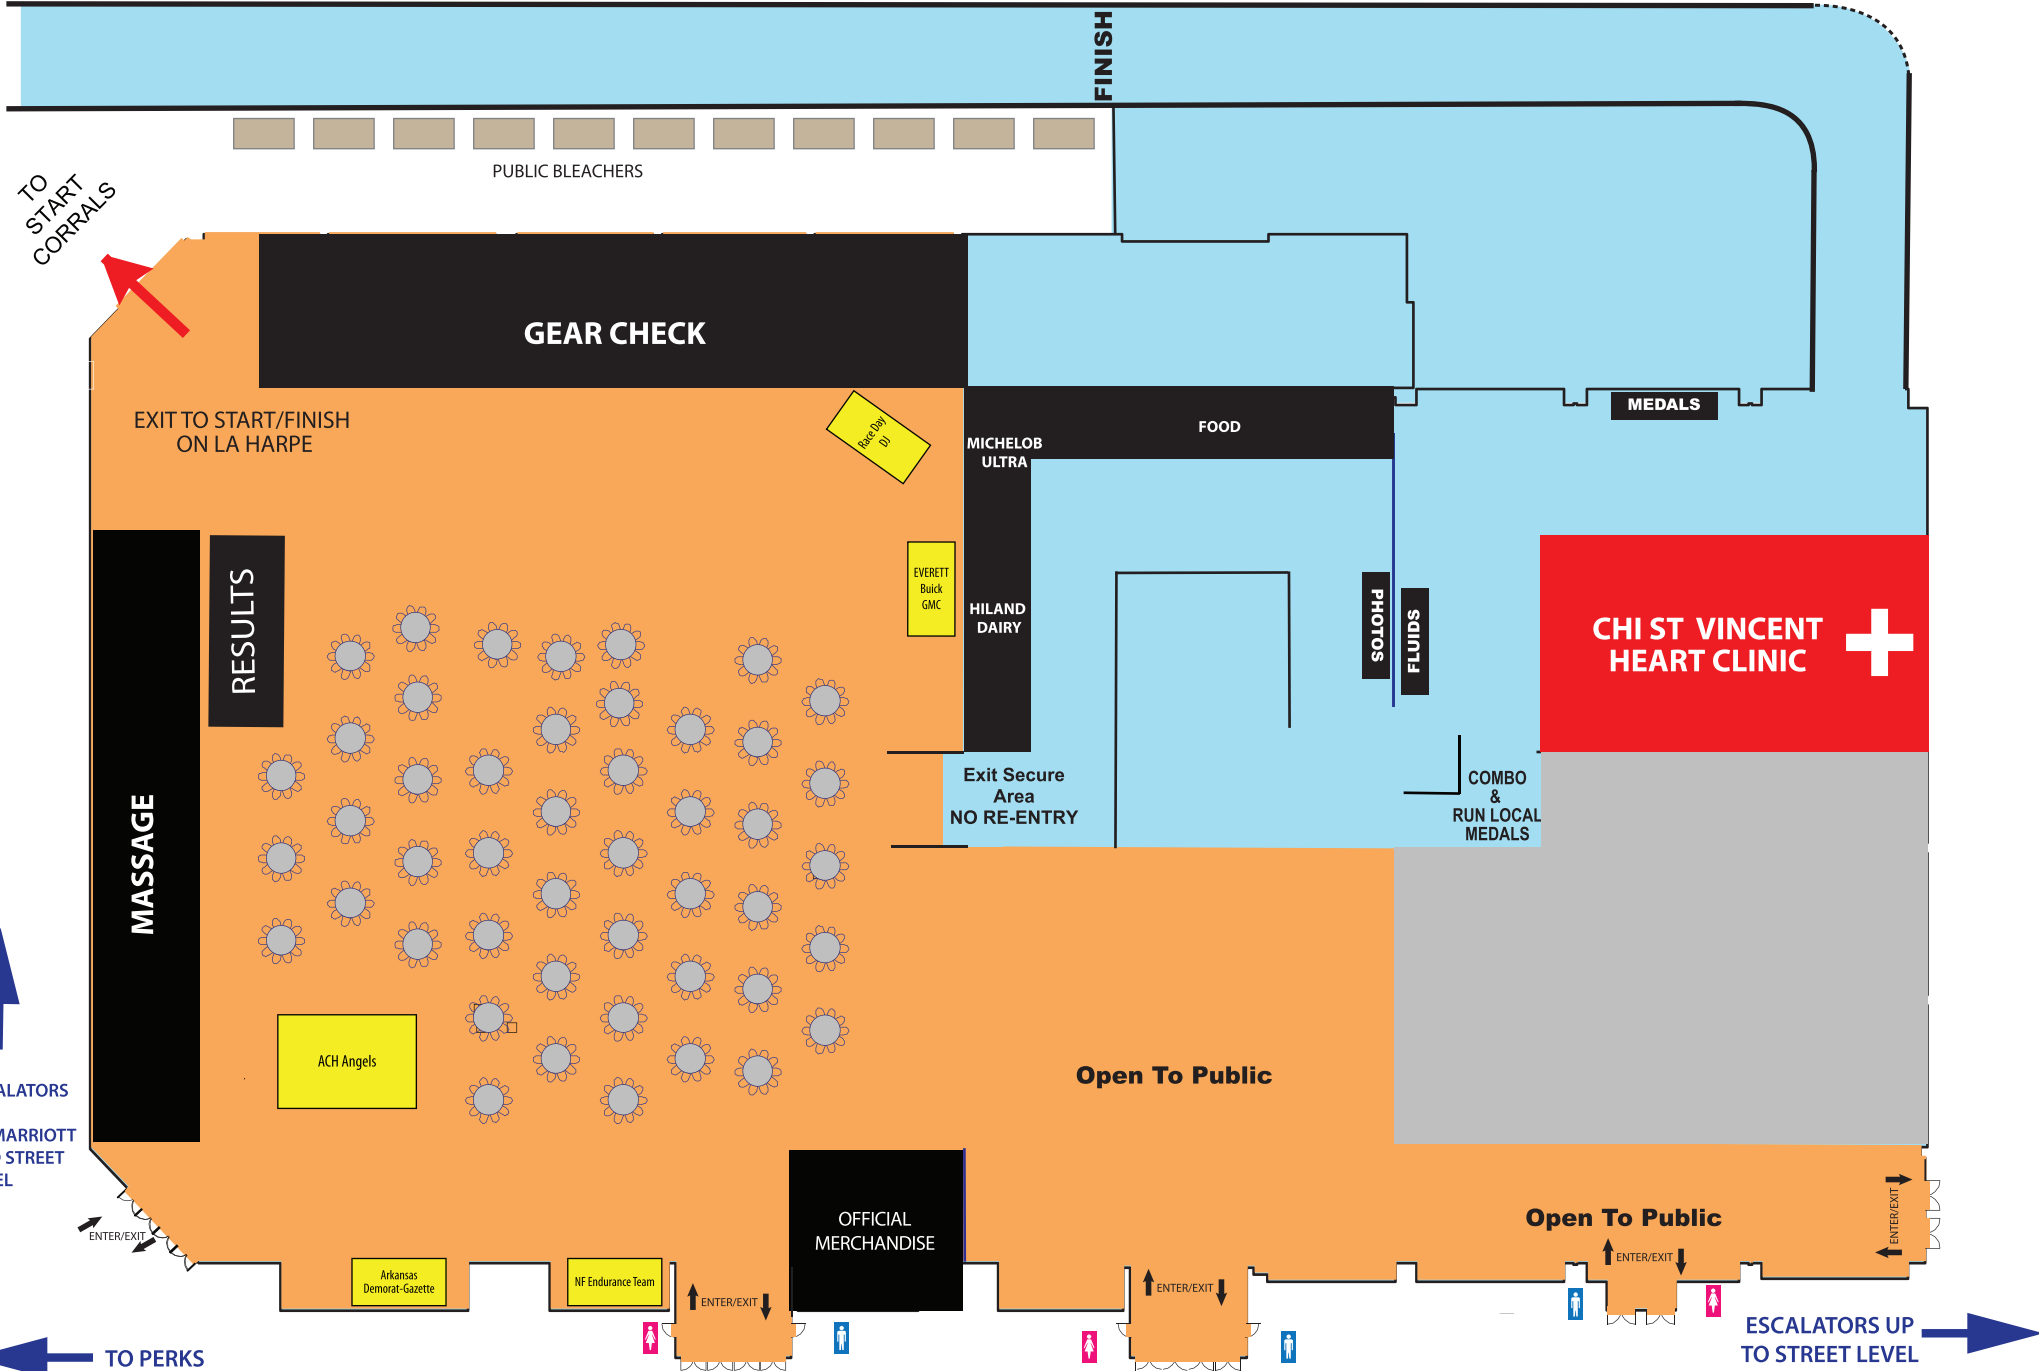 FINISH
PUBLIC BLEACHERS
TO
START
CORRALS
GEAR CHECK
EXIT TO START/FINISH
ON LA HARPE
Race Day
DJ
MICHELOB
ULTRA
FOOD
MEDALS
RESULTS
EVERETT
Buick
GMC
HILAND
DAIRY
PHOTOS
FLUIDS
CHI ST VINCENT
HEART CLINIC
MASSAGE
Exit Secure
Area
NO RE-ENTRY
COMBO
&
RUN LOCAL
MEDALS
ACH Angels
Open To Public
ALATORS
MARRIOTT
STREET
EL
OFFICIAL
MERCHANDISE
Open To Public
ENTER/EXIT
ENTER/EXIT
ENTER/EXIT
Arkansas
Demorat-Gazette
NF Endurance Team
ENTER/EXIT
ENTER/EXIT
TO PERKS
ESCALATORS UP
TO STREET LEVEL